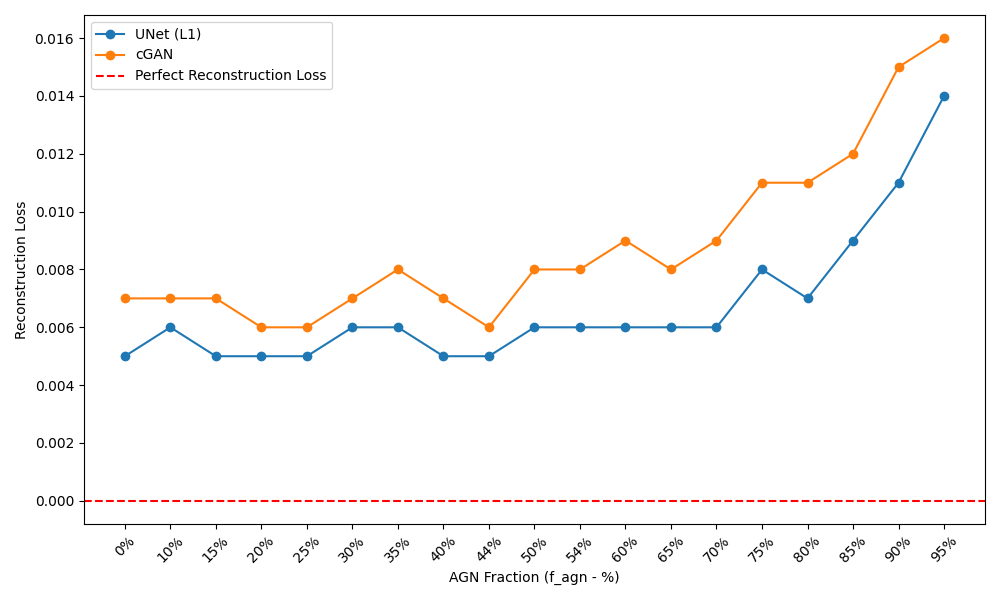 UNet (L1)
cGAN
Perfect Reconstruction Loss
Reconstruction Loss
0.016
0.014
0.012
0.010
0.008
0.006
0.004
0.002
0.000
0% 10% 15% 20% 25% 30% 35% 40% 44% 50% 54% 60% 65% 70% 75% 80% 85% 90% 95%
AGN Fraction (f_agn - %)